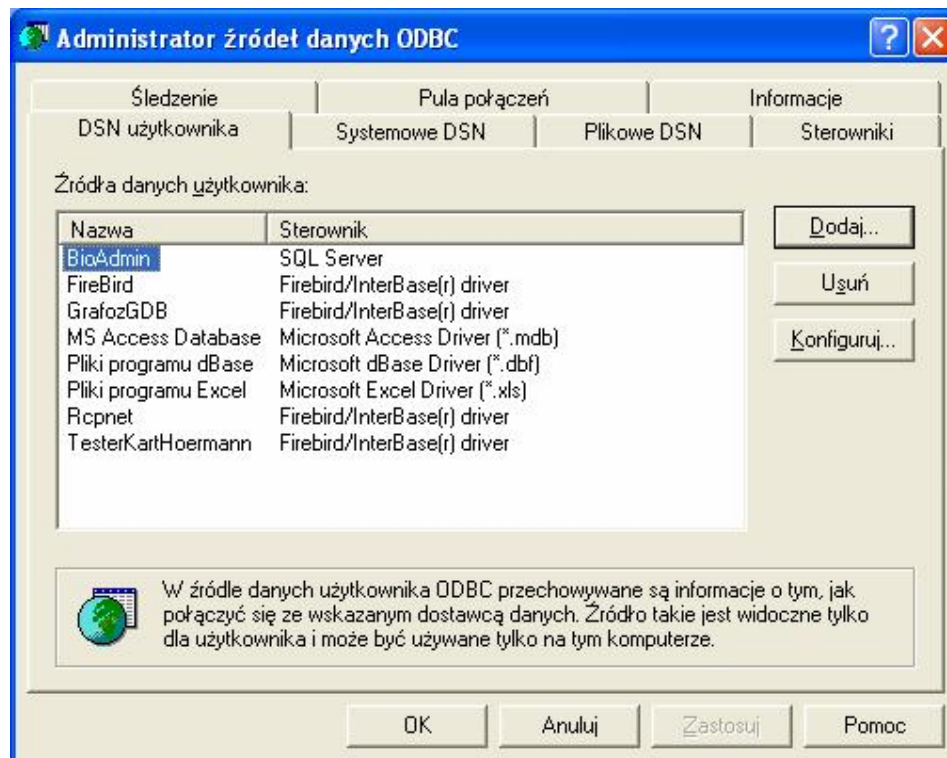 Administrator źródeł danych ODBC
Śledzenie Pula połączeń Informacje
DSN użytkownika Systemowe DSN Plikowe DSN Sterowniki
Źródła danych użytkownika:
Nazwa Sterownik
BioAdmin SQL Server
FireBird Firebird/InterBase(r) driver
GrafozGDB Firebird/InterBase(r) driver
MS Access Database Microsoft Access Driver (*.mdb)
Pliki programu dBase Microsoft dBase Driver (*.dbf)
Pliki programu Excel Microsoft Excel Driver (*.xls)
Rcpnet Firebird/InterBase(r) driver
TesterKartHoermann Firebird/InterBase(r) driver
Dodaj...
Usuń
Konfiguruj...
W źródle danych użytkownika ODBC przechowywane są informacje o tym, jak
połączyć się ze wskazanym dostawcą danych. Źródło takie jest widoczne tylko
dla użytkownika i może być używane tylko na tym komputerze.
OK Anuluj Zastosuj Pomoc